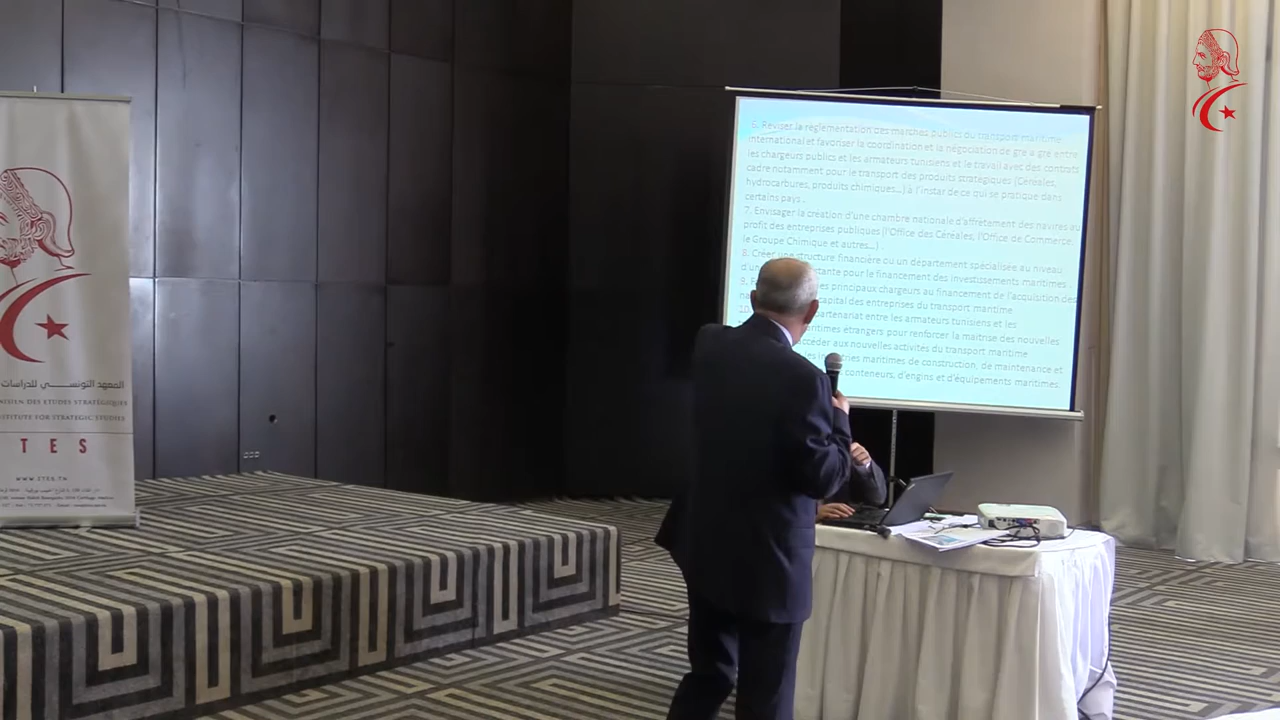 6. Réviser la règlementation des marchés publics du transport maritime
international et favoriser la coordination et la négociation de gré à gré entre
les chargeurs publics et les armateurs tunisiens et le travail avec des contrats
cadre notamment pour le transport des produits stratégiques (Céréales,
hydrocarbures, produits chimiques...) à l'instar de ce qui se pratique dans
certains pays .
7. Envisager la création d'une chambre nationale d'affrètement des navires au
profit des entreprises publiques (l'Office des Céréales, l'Office de Commerce,
le Groupe Chimique et autres...) .
8. Créer une structure financière ou un département spécialisée au niveau
pour le financement des investissements maritimes .
principaux chargeurs au financement de l'acquisition des
capital des entreprises du transport maritime
partenariat entre les armateurs tunisiens et les
maritimes étrangers pour renforcer la maitrise des nouvelles
accéder aux nouvelles activités du transport maritime
les industries maritimes de construction, de maintenance et
conteneurs, d'engins et d'équipements maritimes.
المعهد التونسي للدراسات
DES ETUDES STRATÉGIQUES
FOR STRATEGIC STUDIES
TES
WWW.ITES.TN